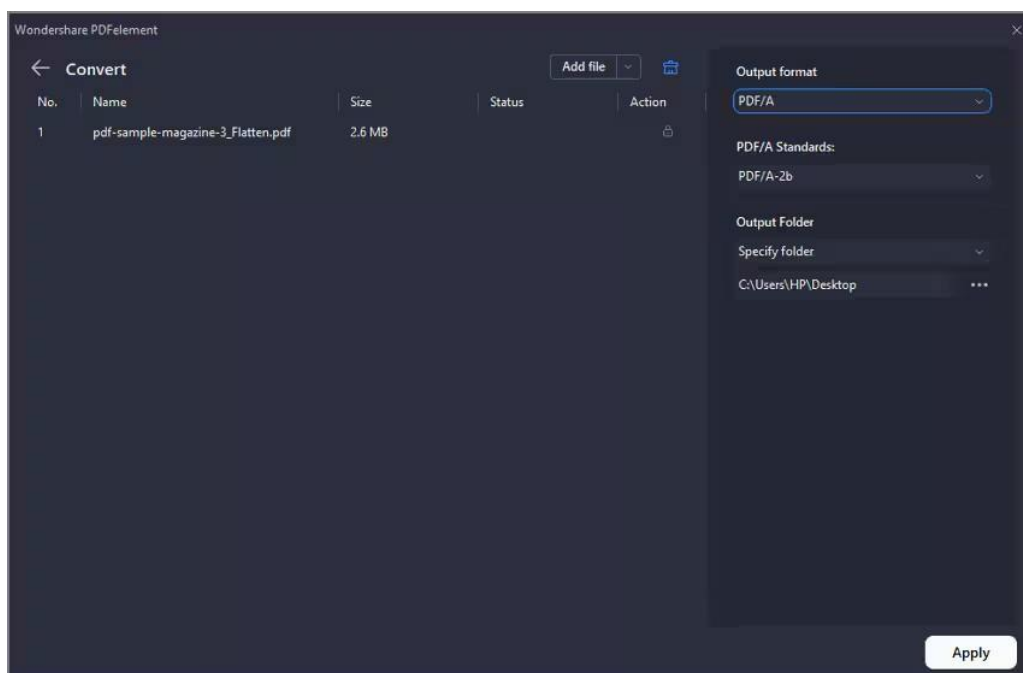 Wondershare PDFelement
Convert
Add file
No. Name Size Status Action
1 pdf-sample-magazine-3_Flatten.pdf 2.6 MB
Output format
PDF/A
PDF/A Standards:
PDF/A-2b
Output Folder
Specify folder
C:\Users\HP\Desktop
Apply